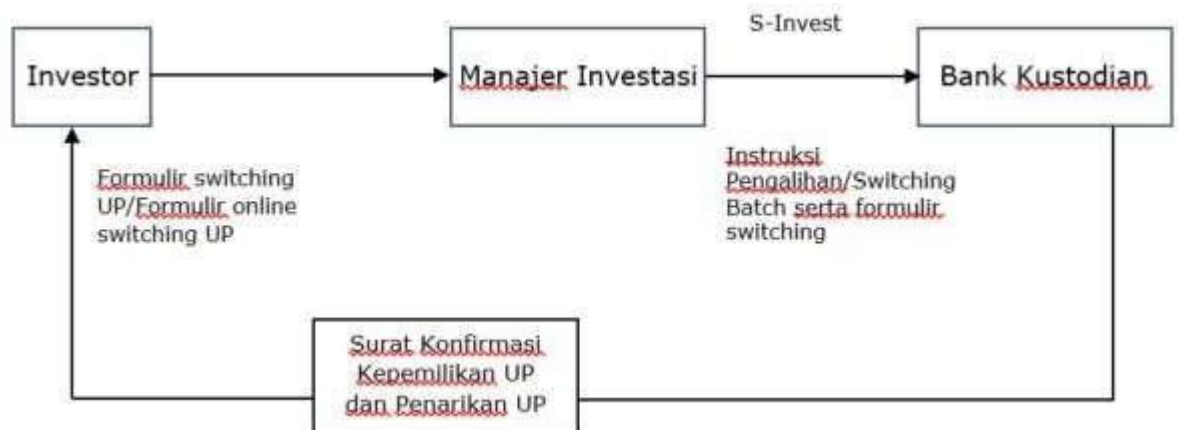 S-Invest
Investor
Manajer Investasi
Bank Kustodian
Formulir switching
UP/Formulir online
switching UP
Instruksi
Pengalihan/Switching
Batch serta formulir
switching
Surat Konfirmasi
Kepemilikan UP
dan Penarikan UP